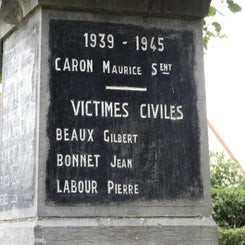 1939 - 1945
CARON MAURICE SENT
VICTIMES CIVILES
BEAUX GILBERT
BONNET JEAN
LABOUR PIERRE